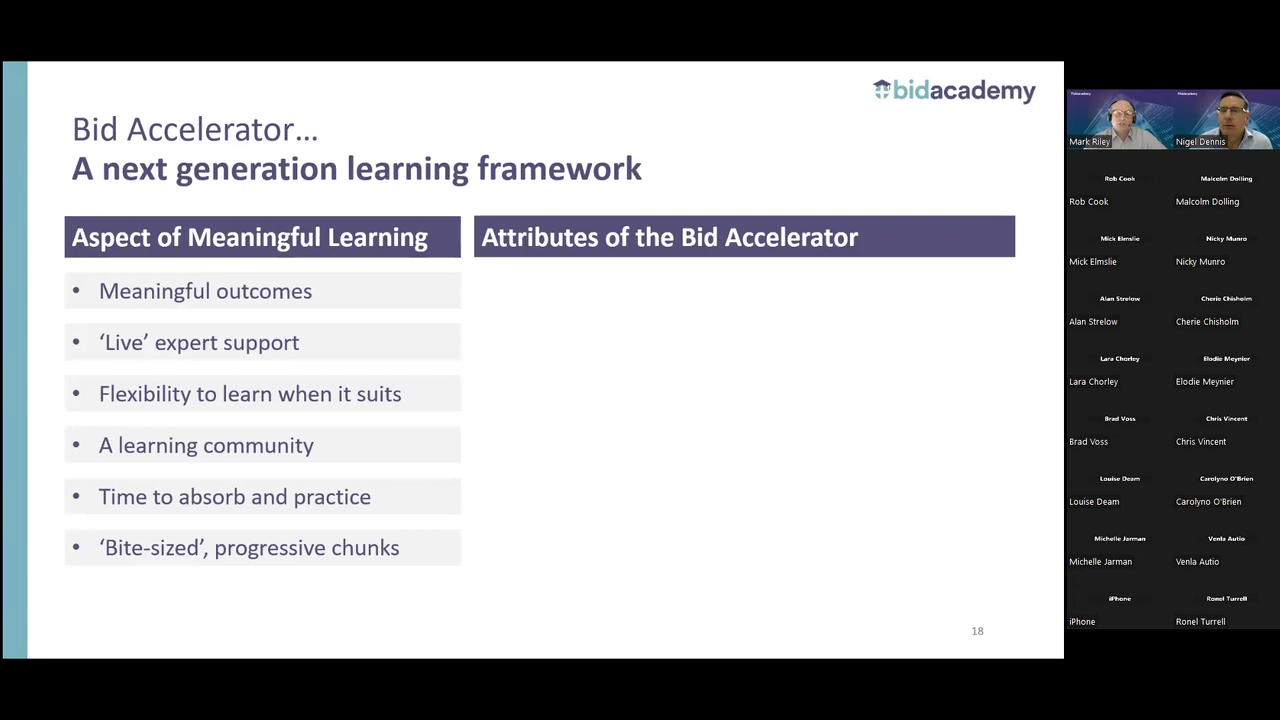 bidacademy
Bid Accelerator…
A next generation learning framework
Aspect of Meaningful Learning
Attributes of the Bid Accelerator
• Meaningful outcomes
• ‘Live’ expert support
• Flexibility to learn when it suits
• A learning community
• Time to absorb and practice
• ‘Bite-sized’, progressive chunks
18
Mark Riley
Nigel Dennis
Rob Cook
Malcolm Dolling
Rob Cook
Malcolm Dolling
Mick Elmslie
Nicky Munro
Mick Elmslie
Nicky Munro
Alan Strelow
Cherie Chisholm
Alan Strelow
Cherie Chisholm
Lara Chorley
Elodie Meynier
Lara Chorley
Elodie Meynier
Brad Voss
Chris Vincent
Brad Voss
Chris Vincent
Louise Deam
Carolyno O'Brien
Louise Deam
Carolyno O'Brien
Michelle Jarman
Venla Autio
Michelle Jarman
Venla Autio
iPhone
Ronel Turrell
iPhone
Ronel Turrell